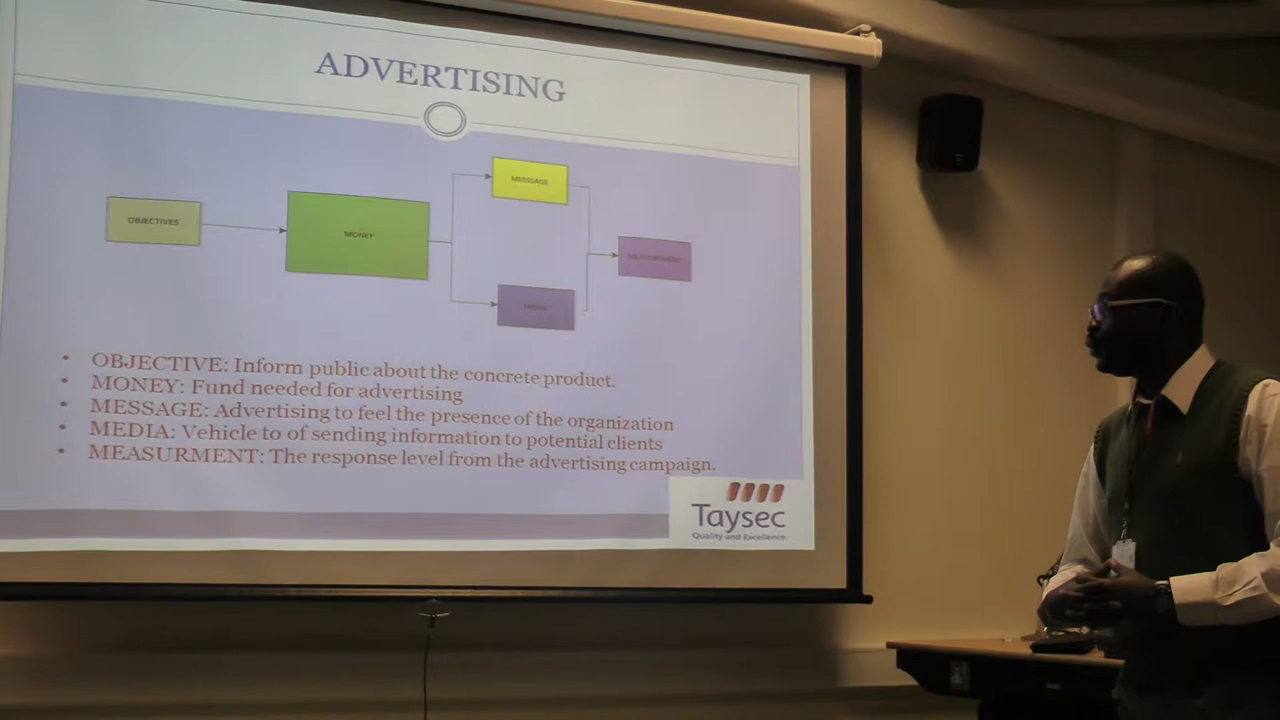 ADVERTISING
MESSSAGE
OBJECTIVES
MONEY
• OBJECTIVE: Inform public about the concrete product.
• MONEY: Fund needed for advertising
• MESSAGE: Advertising to feel the presence of the organization
• MEDIA: Vehicle to of sending information to potential clients
• MEASURMENT: The response level from the advertising campaign.
Taysec
Quality and Excellence